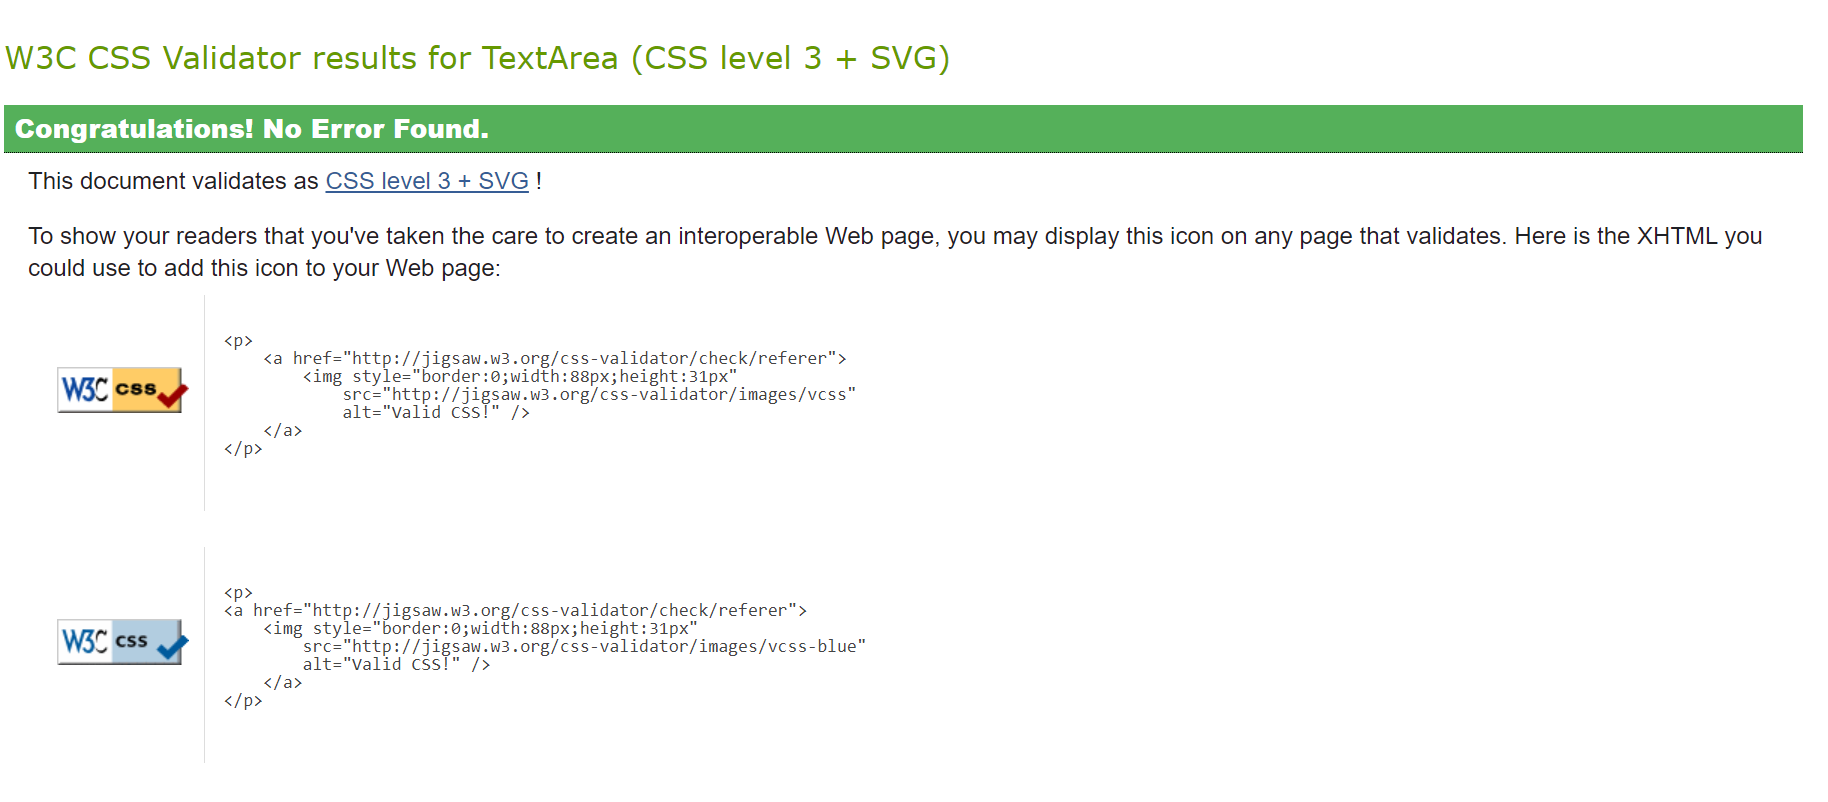 W3C CSS Validator results for TextArea (CSS level 3 + SVG)
Congratulations! No Error Found.
This document validates as CSS level 3 + SVG !
To show your readers that you've taken the care to create an interoperable Web page, you may display this icon on any page that validates. Here is the XHTML you
could use to add this icon to your Web page:
W3C css
<p>
    <a href="http://jigsaw.w3.org/css-validator/check/referer">
        <img style="border:0;width:88px;height:31px"
            src="http://jigsaw.w3.org/css-validator/images/vcss"
            alt="Valid CSS!" />
    </a>
</p>
W3C css
<p>
<a href="http://jigsaw.w3.org/css-validator/check/referer">
    <img style="border:0;width:88px;height:31px"
        src="http://jigsaw.w3.org/css-validator/images/vcss-blue"
        alt="Valid CSS!" />
    </a>
</p>